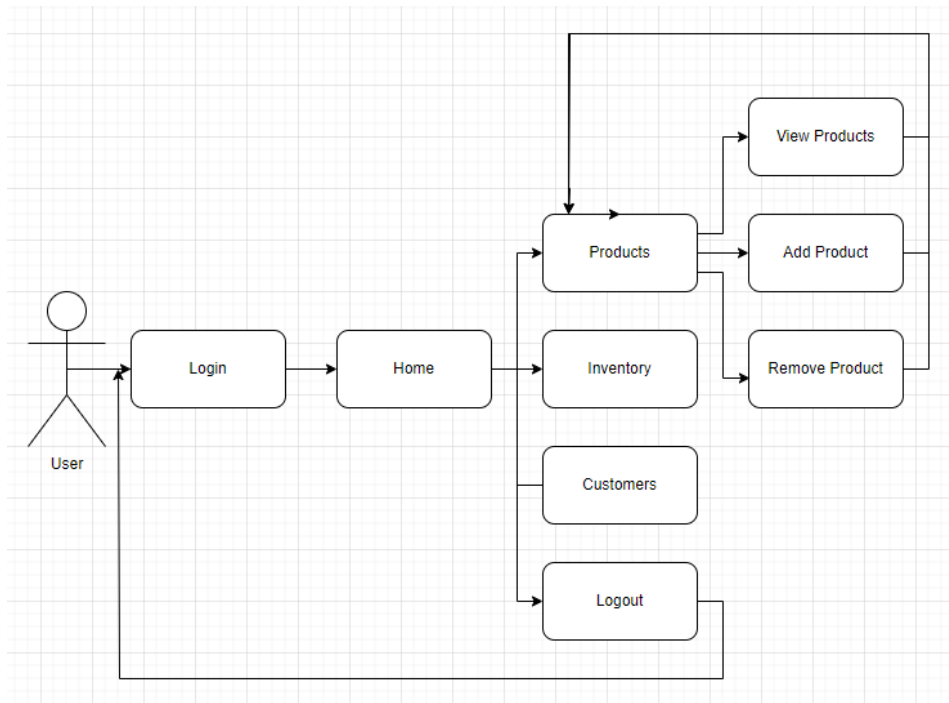 View Products
Products
Add Product
Login
Home
Inventory
Remove Product
User
Customers
Logout